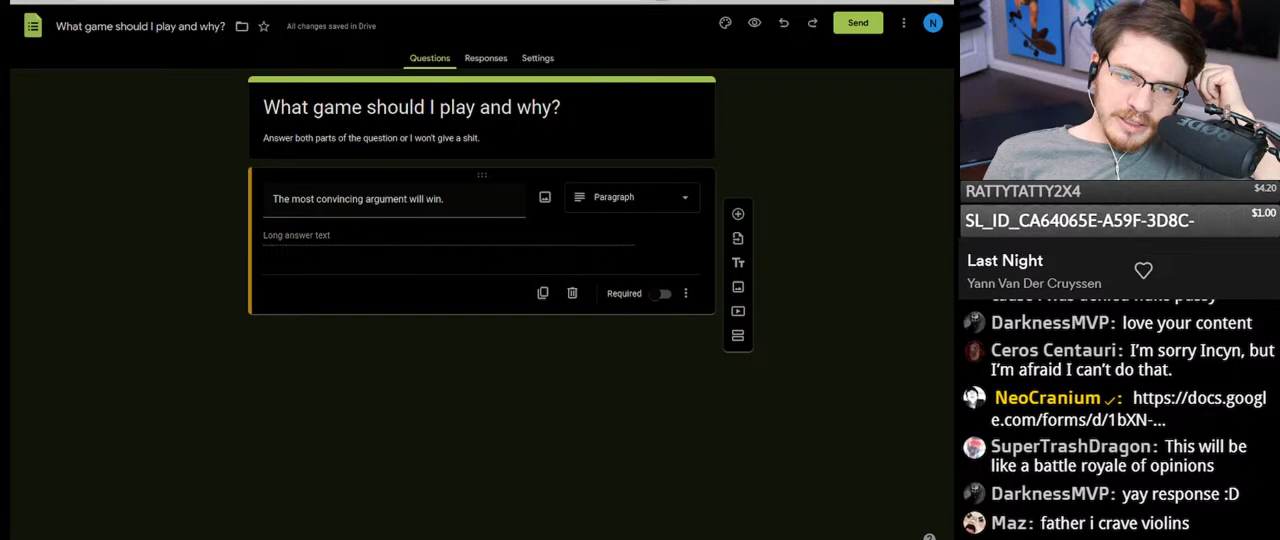 What game should I play and why?
All changes saved in Drive
Send
N
Questions
Responses
Settings
What game should I play and why?
Answer both parts of the question or I won't give a shit.
The most convincing argument will win.
Paragraph
Long answer text
Required
RODE
RATTYTATTY2X4 $4.20
SL_ID_CA64065E-A59F-3D8C- $1.00
Last Night
Yann Van Der Cruyssen
DarknessMVP: love your content
Ceros Centauri: I'm sorry Incyn, but
I'm afraid I can't do that.
NeoCranium: https://docs.googl
e.com/forms/d/1bXN-...
SuperTrashDragon: This will be
like a battle royale of opinions
DarknessMVP: yay response :D
Maz: father i crave violins